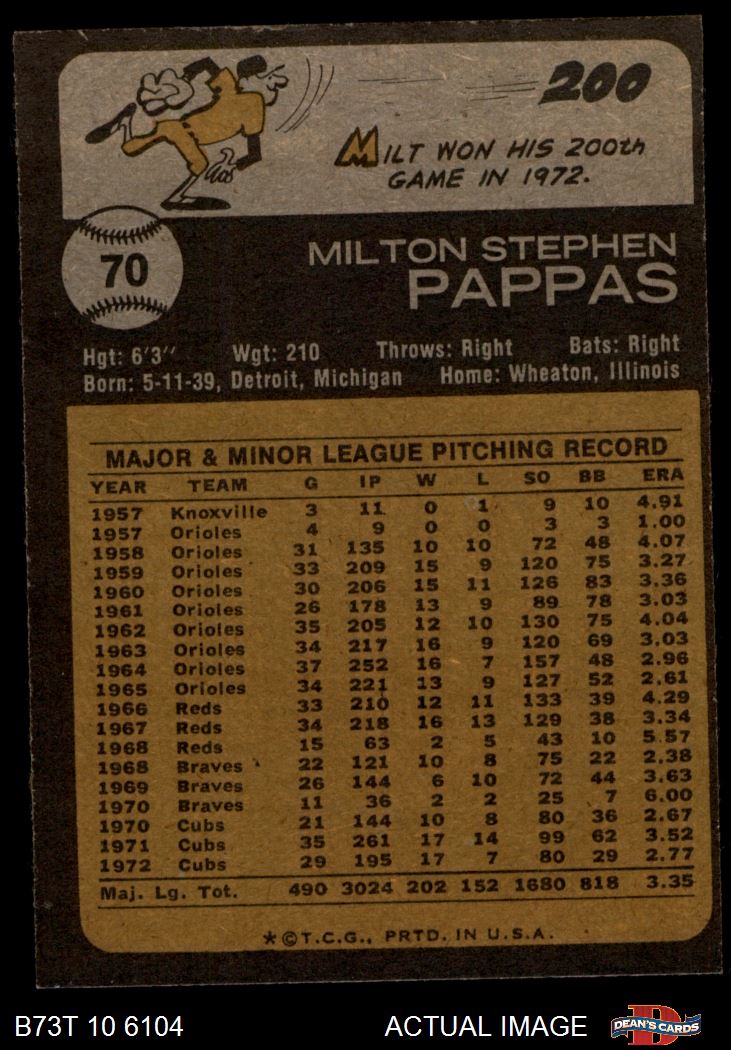 200
MILT WON HIS 200th
GAME IN 1972.
70
MILTON STEPHEN
PAPPAS
Hgt: 6'3" Wgt: 210 Throws: Right Bats: Right
Born: 5-11-39, Detroit, Michigan Home: Wheaton, Illinois
MAJOR & MINOR LEAGUE PITCHING RECORD
YEAR TEAM G IP W L SO BB ERA
1957 Knoxville 3 11 0 1 9 10 4.91
1957 Orioles 4 9 0 0 3 3 1.00
1958 Orioles 31 135 10 10 72 48 4.07
1959 Orioles 33 209 15 9 120 75 3.27
1960 Orioles 30 206 15 11 126 83 3.36
1961 Orioles 26 178 13 9 89 78 3.03
1962 Orioles 35 205 12 10 130 75 4.04
1963 Orioles 34 217 16 9 120 69 3.03
1964 Orioles 37 252 16 7 157 48 2.96
1965 Orioles 34 221 13 9 127 52 2.61
1966 Reds 33 210 12 11 133 39 4.29
1967 Reds 34 218 16 13 129 38 3.34
1968 Reds 15 63 2 5 43 10 5.57
1968 Braves 22 121 10 8 75 22 2.38
1969 Braves 26 144 6 10 72 44 3.63
1970 Braves 11 36 2 2 25 7 6.00
1970 Cubs 21 144 10 8 80 36 2.67
1971 Cubs 35 261 17 14 99 62 3.52
1972 Cubs 29 195 17 7 80 29 2.77
Maj. Lg. Tot. 490 3024 202 152 1680 818 3.35
*©T.C.G., PRTD. IN U.S.A.
B73T 10 6104 ACTUAL IMAGE DEAN'S CARDS